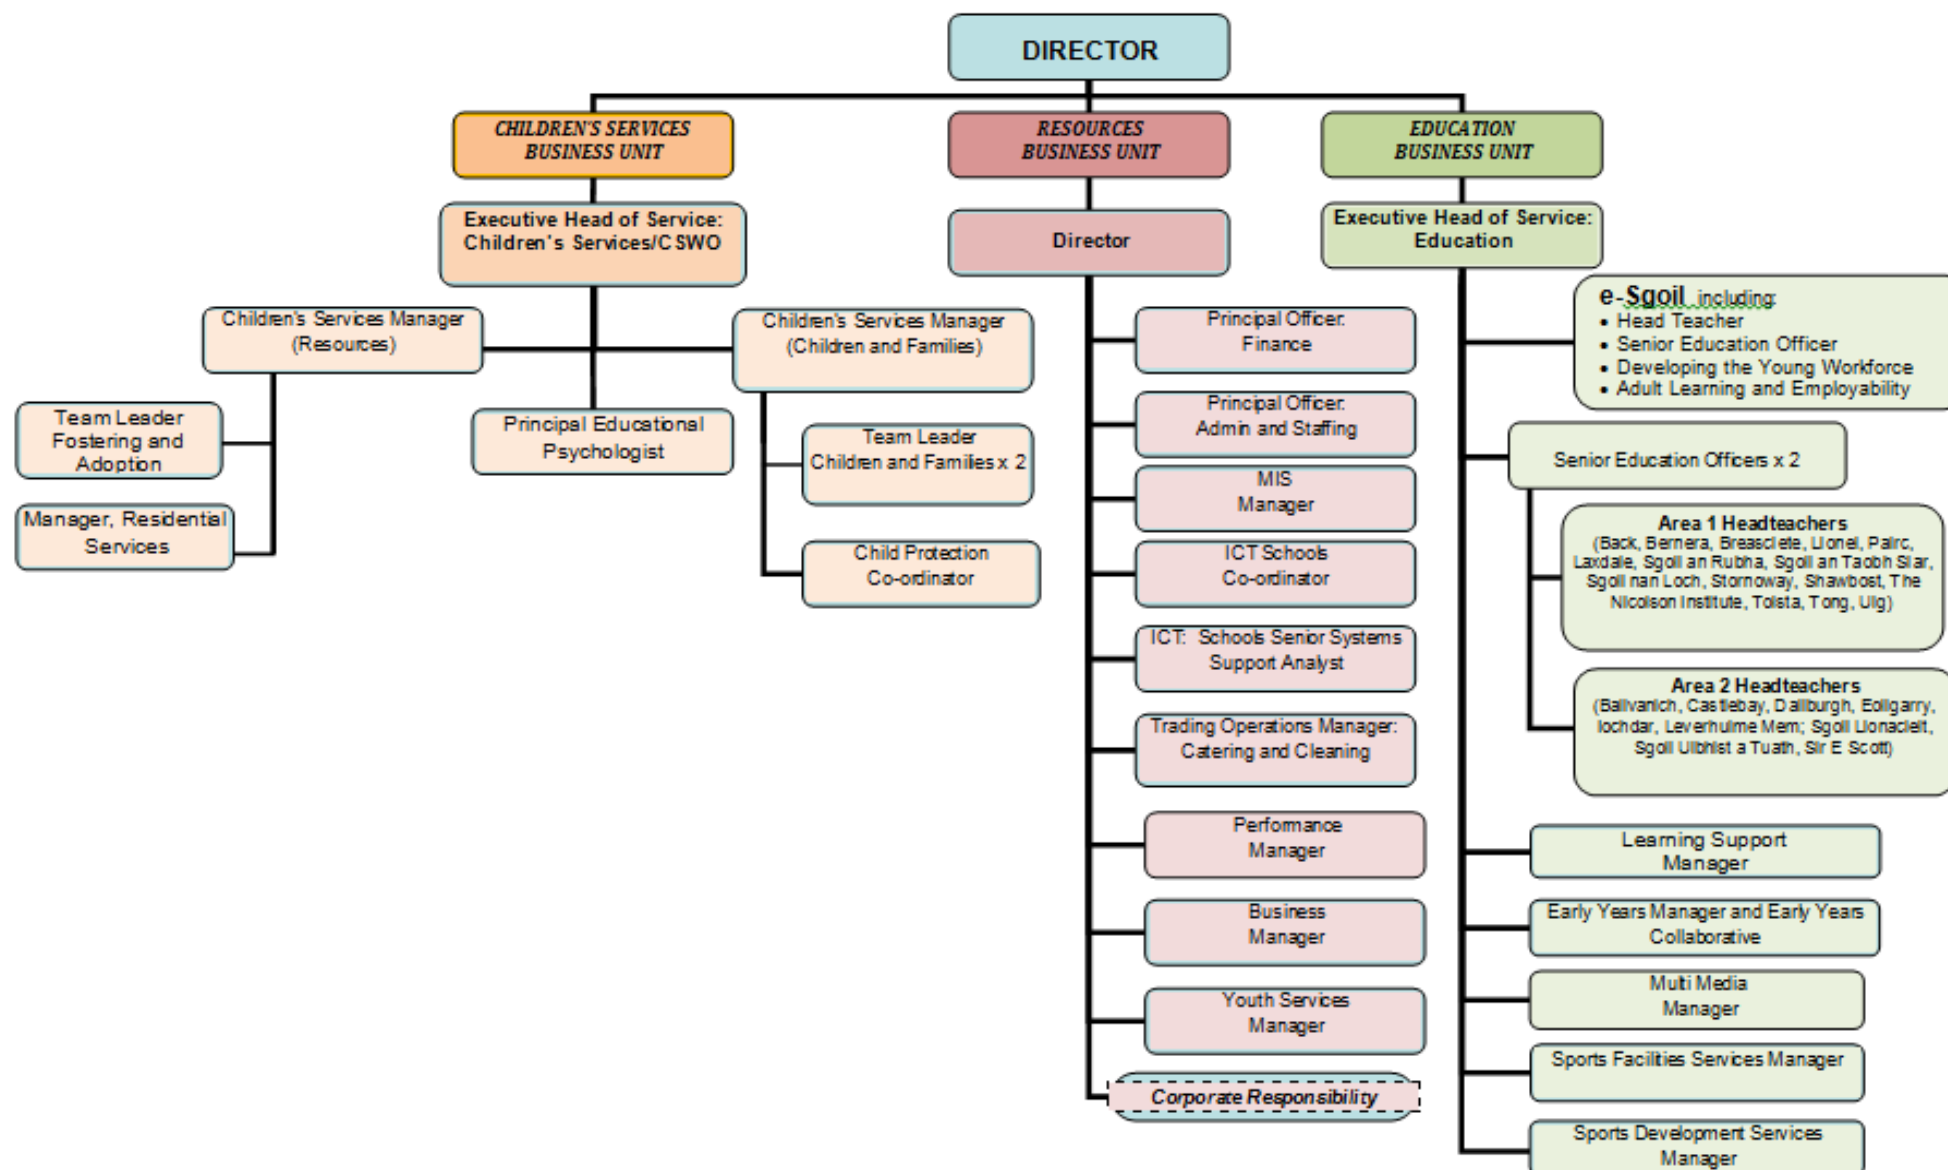 DIRECTOR
CHILDREN'S SERVICES
BUSINESS UNIT
RESOURCES
BUSINESS UNIT
EDUCATION
BUSINESS UNIT
Executive Head of Service:
Children's Services/CSWO
Director
Executive Head of Service:
Education
Children's Services Manager
(Resources)
Children's Services Manager
(Children and Families)
Team Leader
Fostering and
Adoption
Manager, Residential
Services
Principal Educational
Psychologist
Team Leader
Children and Families x 2
Child Protection
Co-ordinator
Principal Officer:
Finance
Principal Officer:
Admin and Staffing
MIS
Manager
ICT Schools
Co-ordinator
ICT: Schools Senior Systems
Support Analyst
Trading Operations Manager:
Catering and Cleaning
Performance
Manager
Business
Manager
Youth Services
Manager
Corporate Responsibility
e-Sgoil including:
• Head Teacher
• Senior Education Officer
• Developing the Young Workforce
• Adult Learning and Employability
Senior Education Officers x 2
Area 1 Headteachers
(Back, Bernera, Breasclete, Lionel, Pairc,
Laxdale, Sgoil an Rubha, Sgoil an Taobh Siar,
Sgoil nan Loch, Stornoway, Shawbost, The
Nicolson Institute, Tolsta, Tong, Uig)
Area 2 Headteachers
(Balivanich, Castlebay, Daliburgh, Eoligarry,
Iochdar, Leverhulme Mem; Sgoil Lionacleit,
Sgoil Uibhist a Tuath, Sir E Scott)
Learning Support
Manager
Early Years Manager and Early Years
Collaborative
Multi Media
Manager
Sports Facilities Services Manager
Sports Development Services
Manager